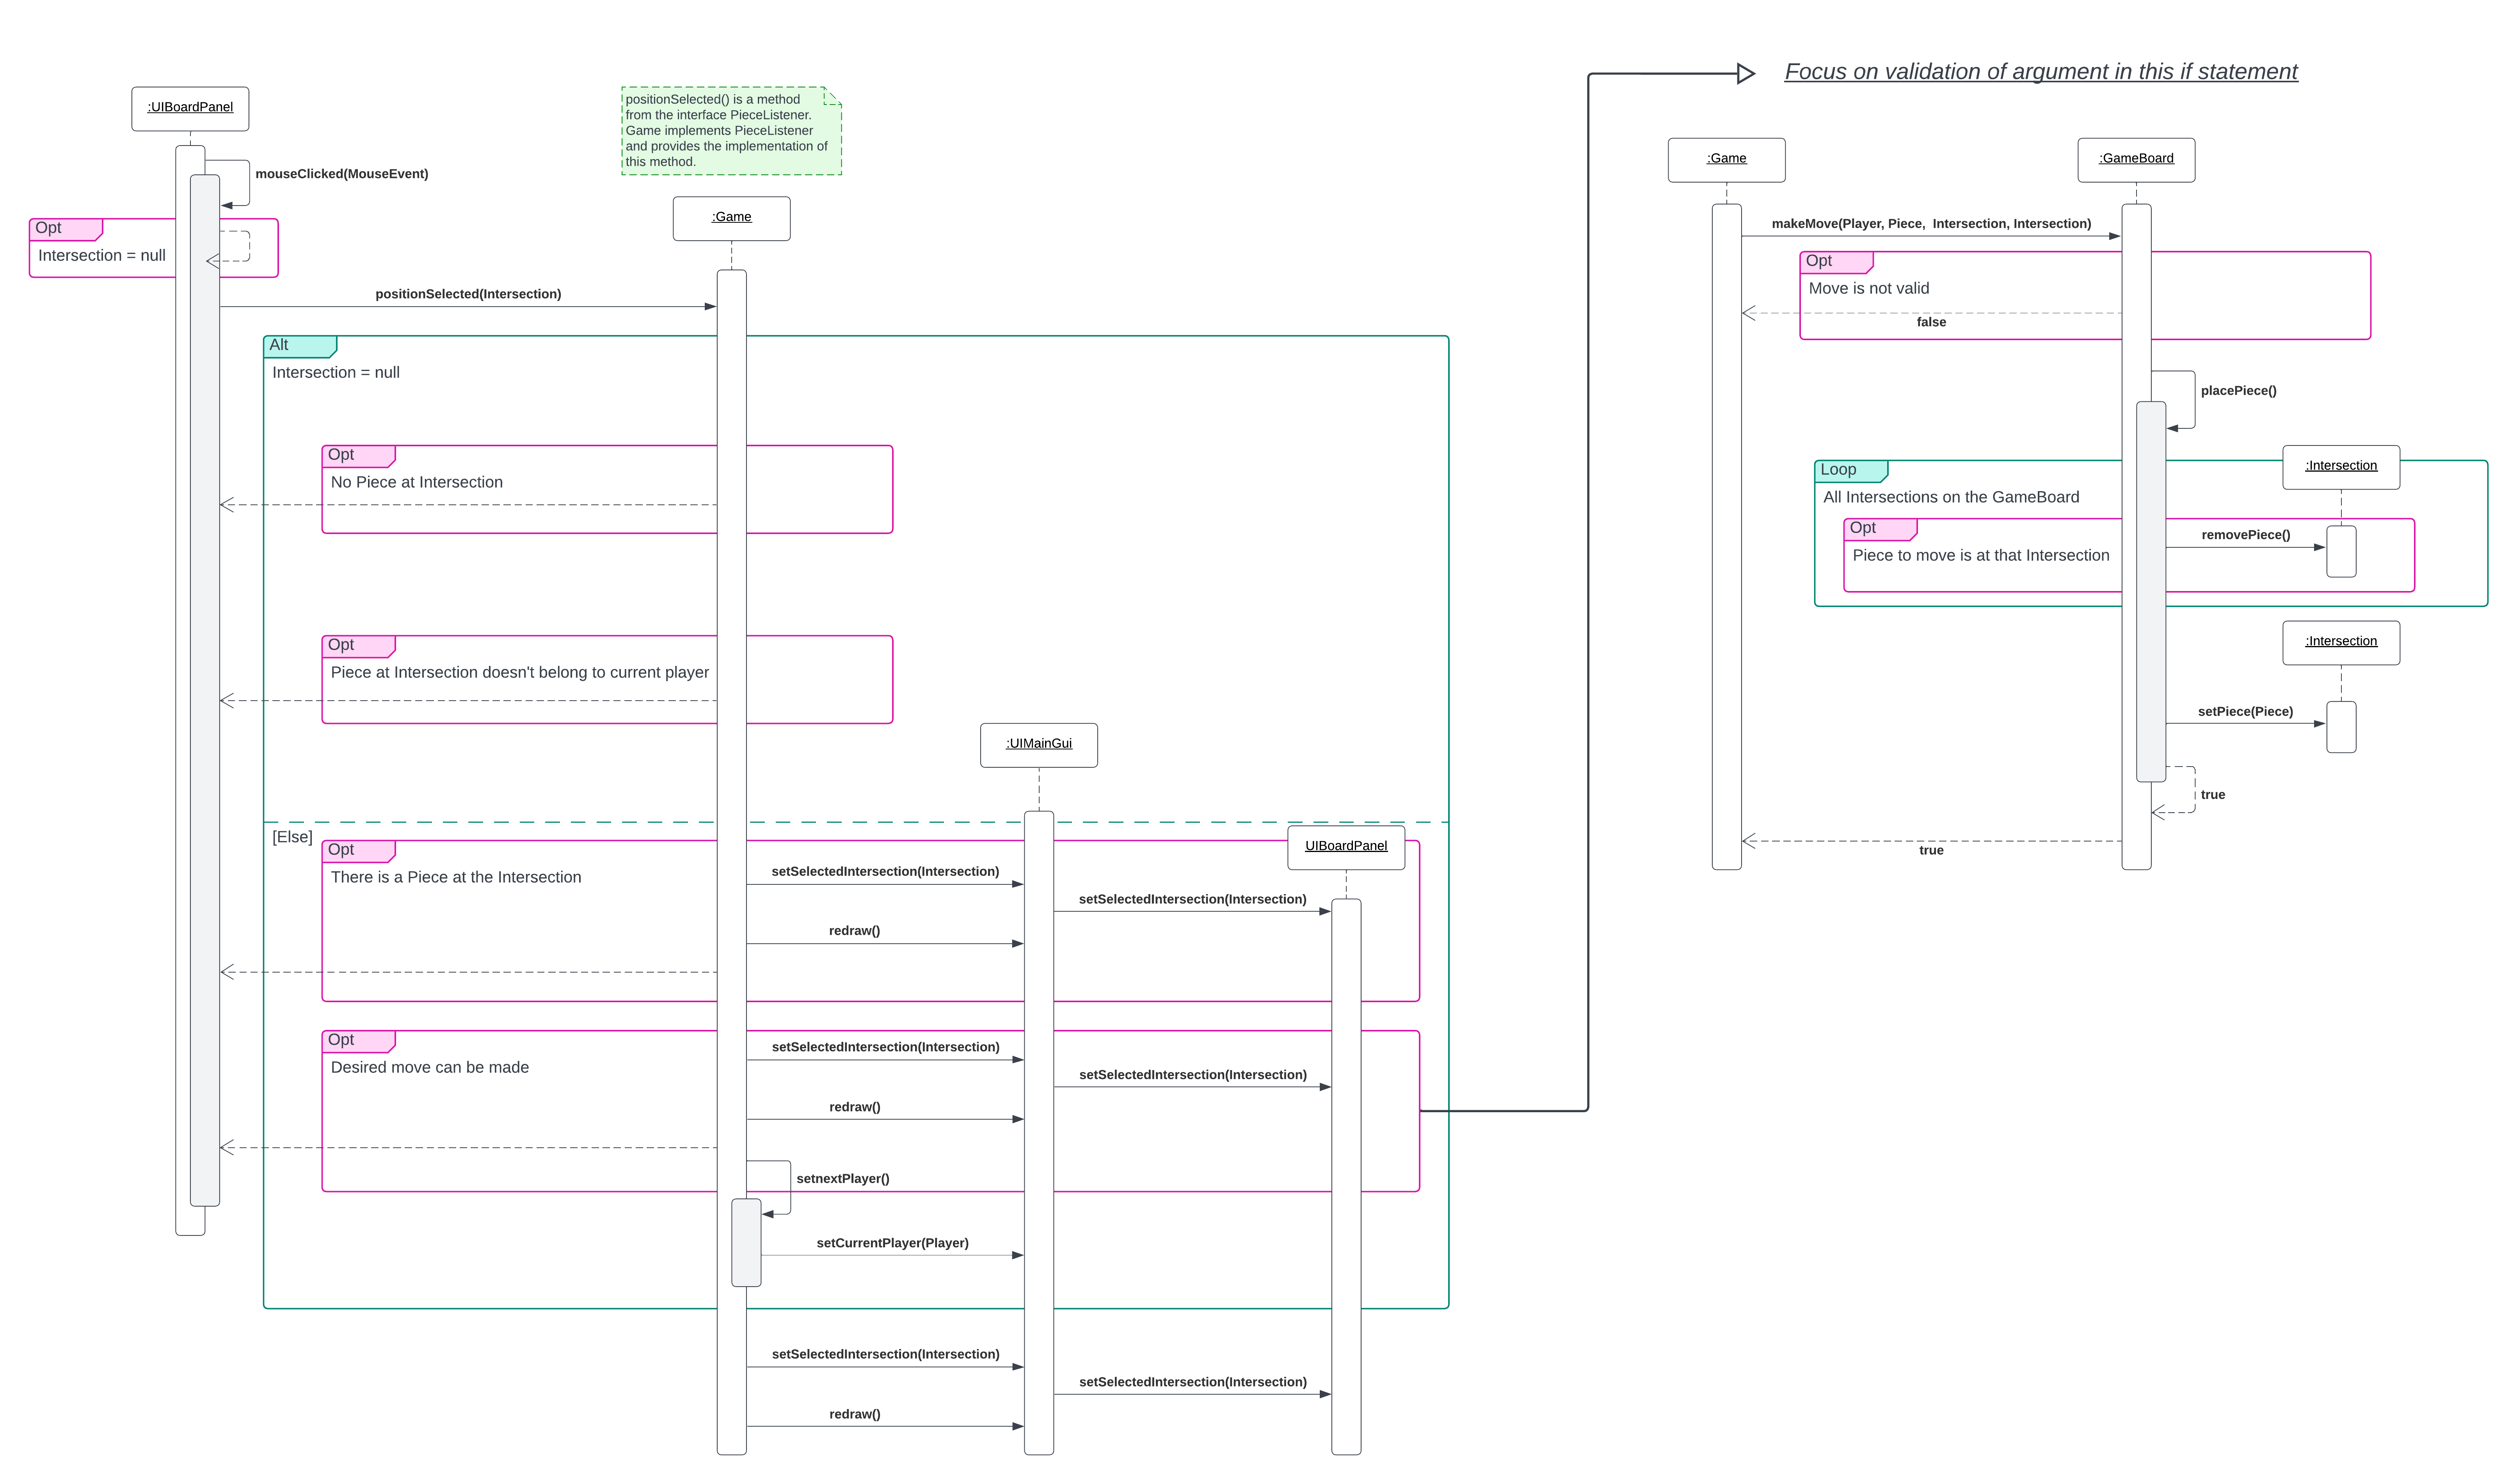 Focus on validation of argument in this if statement
:UIBoardPanel
positionSelected() is a method
from the interface PieceListener.
Game implements PieceListener
and provides the implementation of
this method.
mouseClicked(MouseEvent)
:Game
Opt
Intersection = null
positionSelected(Intersection)
Alt
Intersection = null
Opt
No Piece at Intersection
Opt
Piece at Intersection doesn't belong to current player
:UIMainGui
[Else]
Opt
There is a Piece at the Intersection
UIBoardPanel
setSelectedIntersection(Intersection)
setSelectedIntersection(Intersection)
redraw()
Opt
Desired move can be made
setSelectedIntersection(Intersection)
setSelectedIntersection(Intersection)
redraw()
setnextPlayer()
setCurrentPlayer(Player)
setSelectedIntersection(Intersection)
setSelectedIntersection(Intersection)
redraw()
:Game
:GameBoard
makeMove(Player, Piece,  Intersection, Intersection)
Opt
Move is not valid
false
placePiece()
Loop
All Intersections on the GameBoard
:Intersection
Opt
Piece to move is at that Intersection
removePiece()
:Intersection
setPiece(Piece)
true
true